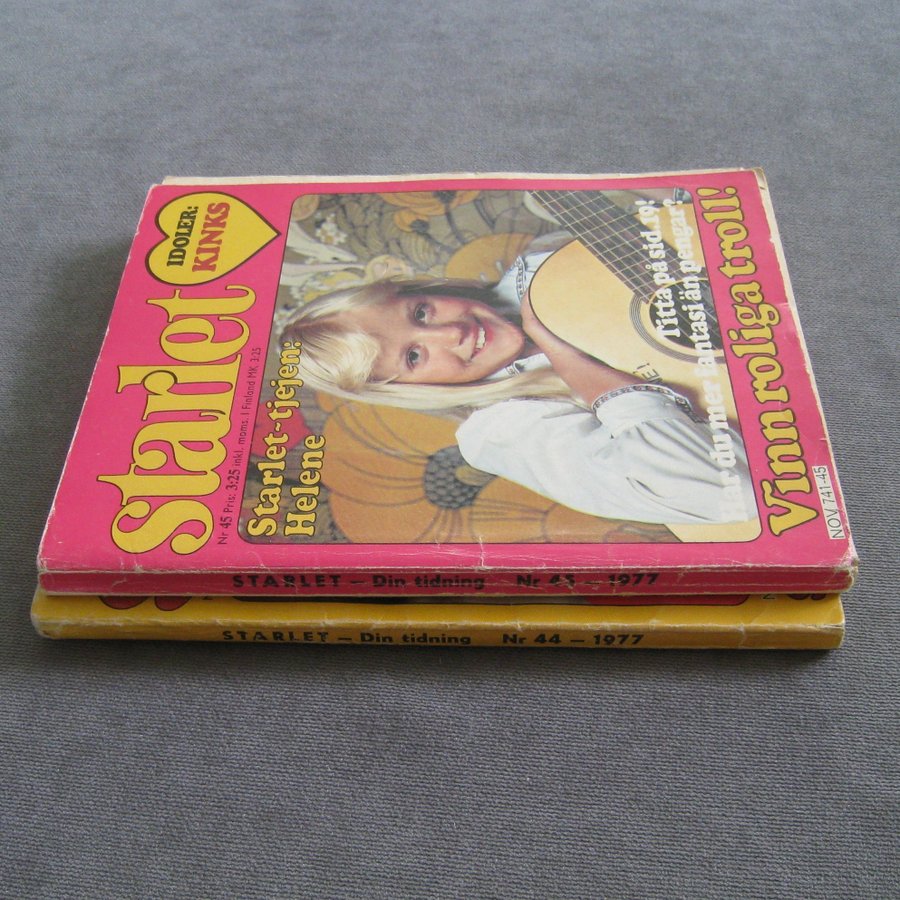 Starlet
IDOLER:
KINKS
Nr 45 Pris: 3:25 inkl. moms. I Finland MK 3:25
Starlet-tjejen:
Helene
Titta på sid. 19!
Har du mer fantasi än pengar?
Vinn roliga troll!
NOV. 741-45
STARLET – Din tidning Nr 45 – 1977
STARLET – Din tidning Nr 44 – 1977